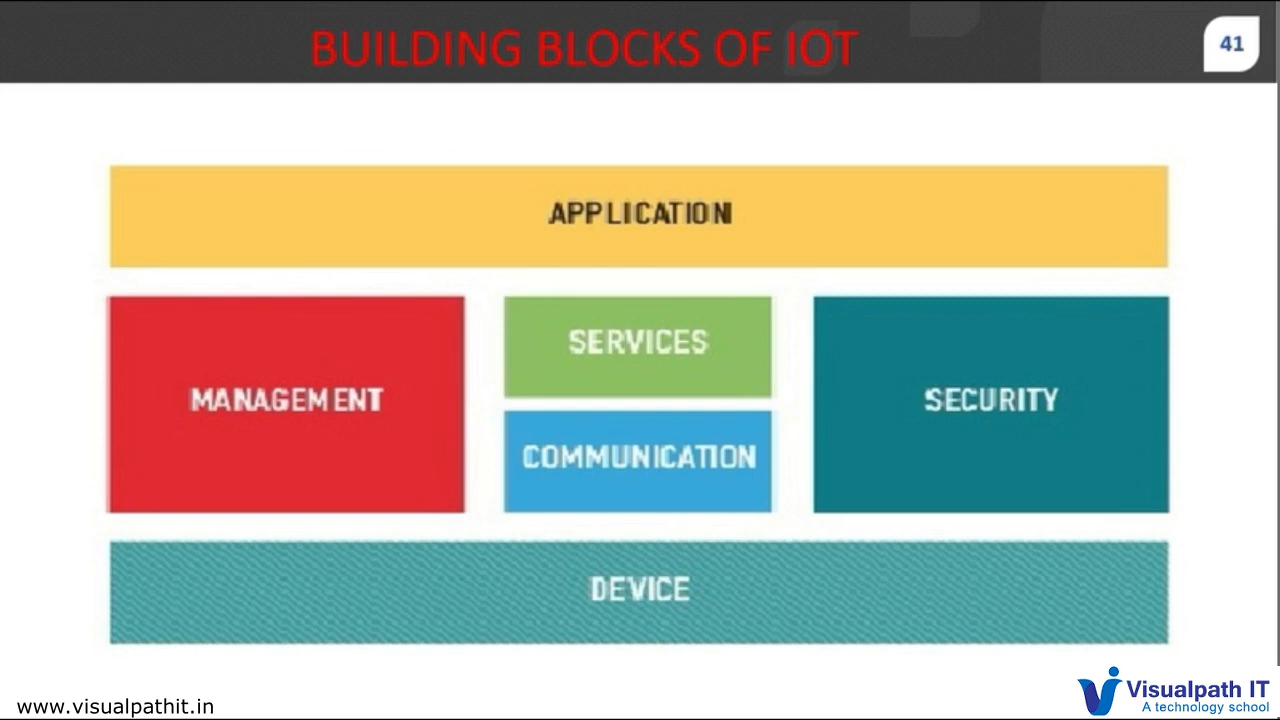 BUILDING BLOCKS OF IOT
41
APPLICATION
MANAGEMENT
SERVICES
COMMUNICATION
SECURITY
DEVICE
www.visualpathit.in
Visualpath IT
A technology school